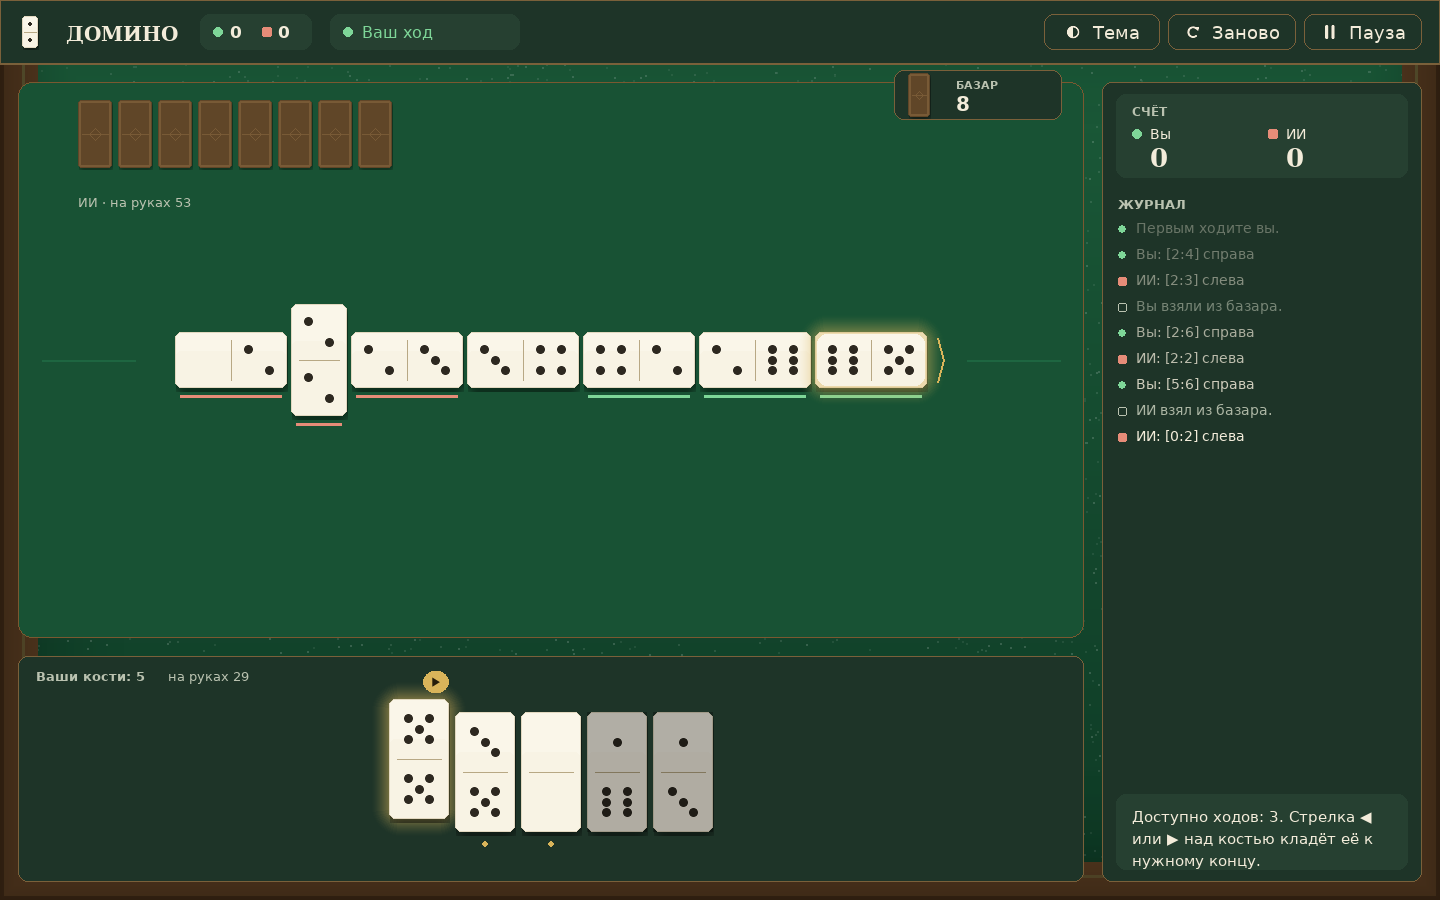 ДОМИНО
0 0
Ваш ход
Тема
Заново
Пауза
БАЗАР
8
ИИ · на руках 53
СЧЁТ
Вы ИИ
0 0
ЖУРНАЛ
Первым ходите вы.
Вы: [2:4] справа
ИИ: [2:3] слева
Вы взяли из базара.
Вы: [2:6] справа
ИИ: [2:2] слева
Вы: [5:6] справа
ИИ взял из базара.
ИИ: [0:2] слева
Ваши кости: 5 на руках 29
Доступно ходов: 3. Стрелка ◀
или ▶ над костью кладёт её к
нужному концу.